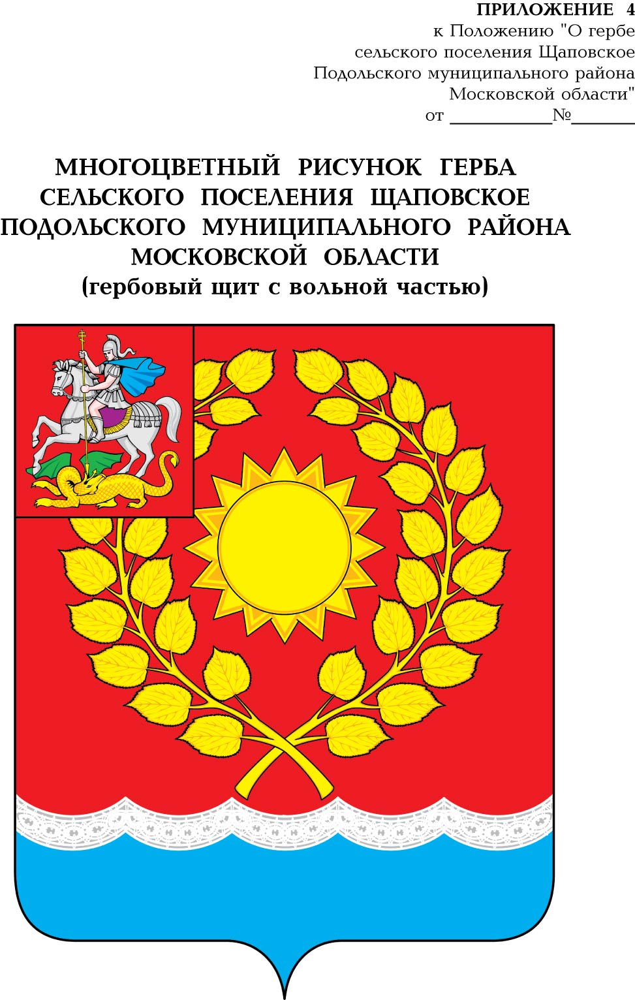 ПРИЛОЖЕНИЕ 4
к Положению "О гербе
сельского поселения Щаповское
Подольского муниципального района
Московской области"
от ___________№_______
МНОГОЦВЕТНЫЙ РИСУНОК ГЕРБА
СЕЛЬСКОГО ПОСЕЛЕНИЯ ЩАПОВСКОЕ
ПОДОЛЬСКОГО МУНИЦИПАЛЬНОГО РАЙОНА
МОСКОВСКОЙ ОБЛАСТИ
(гербовый щит с вольной частью)